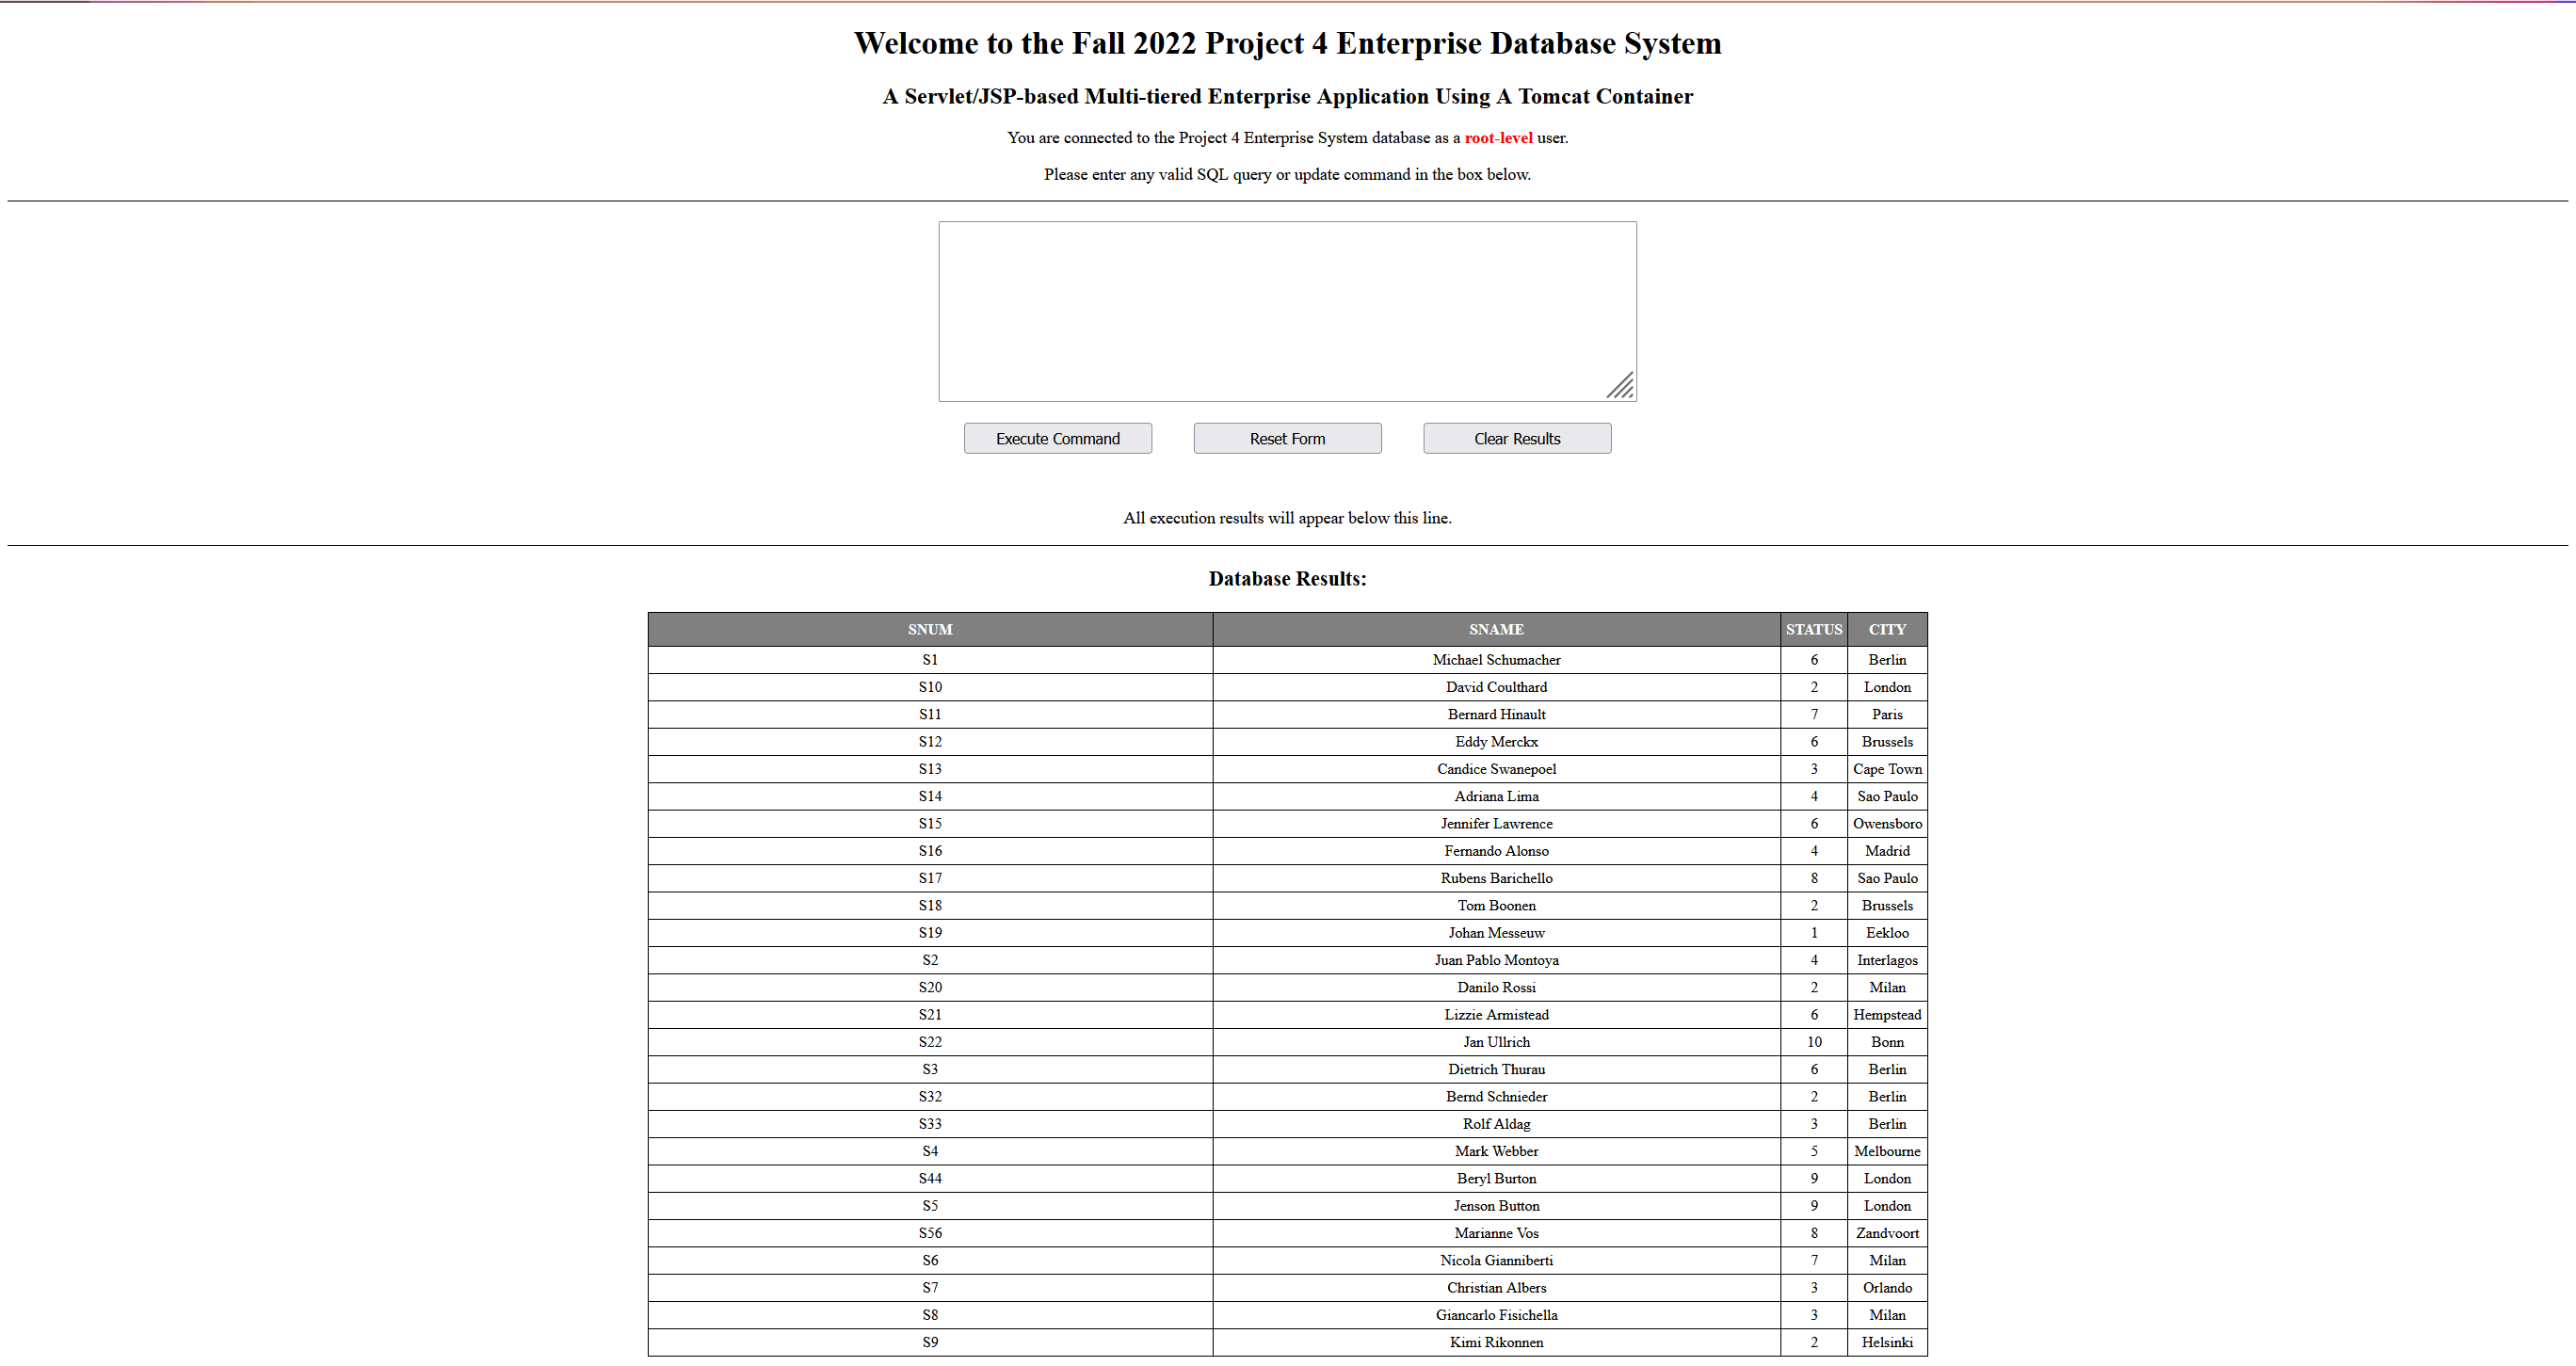 Welcome to the Fall 2022 Project 4 Enterprise Database System
A Servlet/JSP-based Multi-tiered Enterprise Application Using A Tomcat Container
You are connected to the Project 4 Enterprise System database as a root-level user.
Please enter any valid SQL query or update command in the box below.
Execute Command Reset Form Clear Results
All execution results will appear below this line.
Database Results:
SNUM SNAME STATUS CITY
S1 Michael Schumacher 6 Berlin
S10 David Coulthard 2 London
S11 Bernard Hinault 7 Paris
S12 Eddy Merckx 6 Brussels
S13 Candice Swanepoel 3 Cape Town
S14 Adriana Lima 4 Sao Paulo
S15 Jennifer Lawrence 6 Owensboro
S16 Fernando Alonso 4 Madrid
S17 Rubens Barichello 8 Sao Paulo
S18 Tom Boonen 2 Brussels
S19 Johan Messeuw 1 Eekloo
S2 Juan Pablo Montoya 4 Interlagos
S20 Danilo Rossi 2 Milan
S21 Lizzie Armistead 6 Hempstead
S22 Jan Ullrich 10 Bonn
S3 Dietrich Thurau 6 Berlin
S32 Bernd Schnieder 2 Berlin
S33 Rolf Aldag 3 Berlin
S4 Mark Webber 5 Melbourne
S44 Beryl Burton 9 London
S5 Jenson Button 9 London
S56 Marianne Vos 8 Zandvoort
S6 Nicola Gianniberti 7 Milan
S7 Christian Albers 3 Orlando
S8 Giancarlo Fisichella 3 Milan
S9 Kimi Rikonnen 2 Helsinki